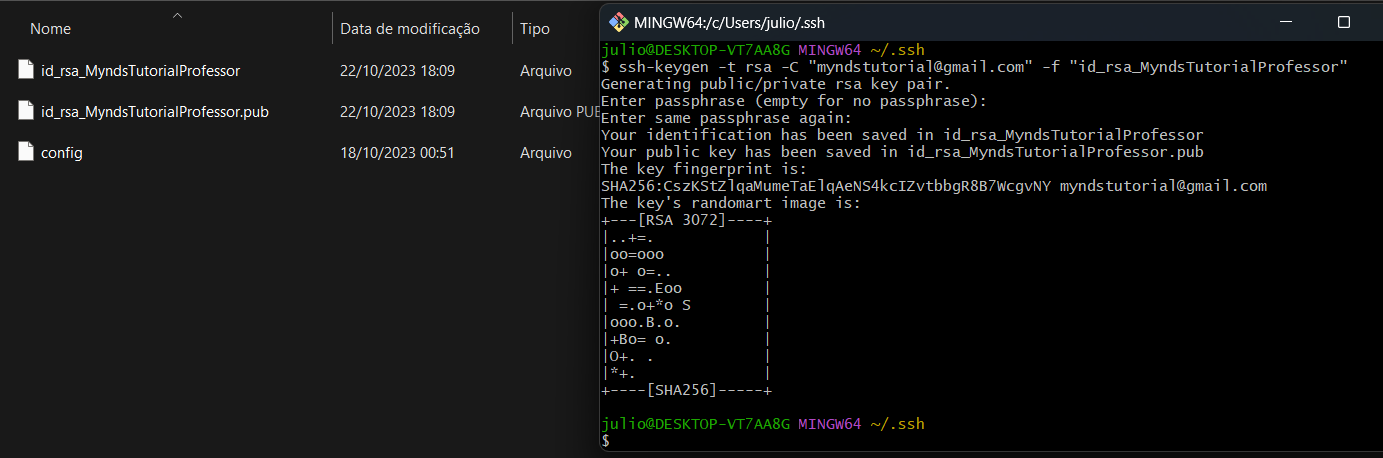 Nome Data de modificação Tipo
id_rsa_MyndsTutorialProfessor 22/10/2023 18:09 Arquivo
id_rsa_MyndsTutorialProfessor.pub 22/10/2023 18:09 Arquivo PUB
config 18/10/2023 00:51 Arquivo
MINGW64:/c/Users/julio/.ssh
julio@DESKTOP-VT7AA8G MINGW64 ~/.ssh
$ ssh-keygen -t rsa -C "myndstutorial@gmail.com" -f "id_rsa_MyndsTutorialProfessor"
Generating public/private rsa key pair.
Enter passphrase (empty for no passphrase):
Enter same passphrase again:
Your identification has been saved in id_rsa_MyndsTutorialProfessor
Your public key has been saved in id_rsa_MyndsTutorialProfessor.pub
The key fingerprint is:
SHA256:CszKStZlqaMumeTaElqAeNS4kcIZvtbbgR8B7WcgvNY myndstutorial@gmail.com
The key's randomart image is:
+---[RSA 3072]----+
|..+=.            |
|oo=ooo           |
|o+ o=..          |
|+ ==.Eoo         |
| =.o+*o S        |
|ooo.B.o.         |
|+Bo= o.          |
|O+. .            |
|*+.              |
+----[SHA256]-----+
julio@DESKTOP-VT7AA8G MINGW64 ~/.ssh
$